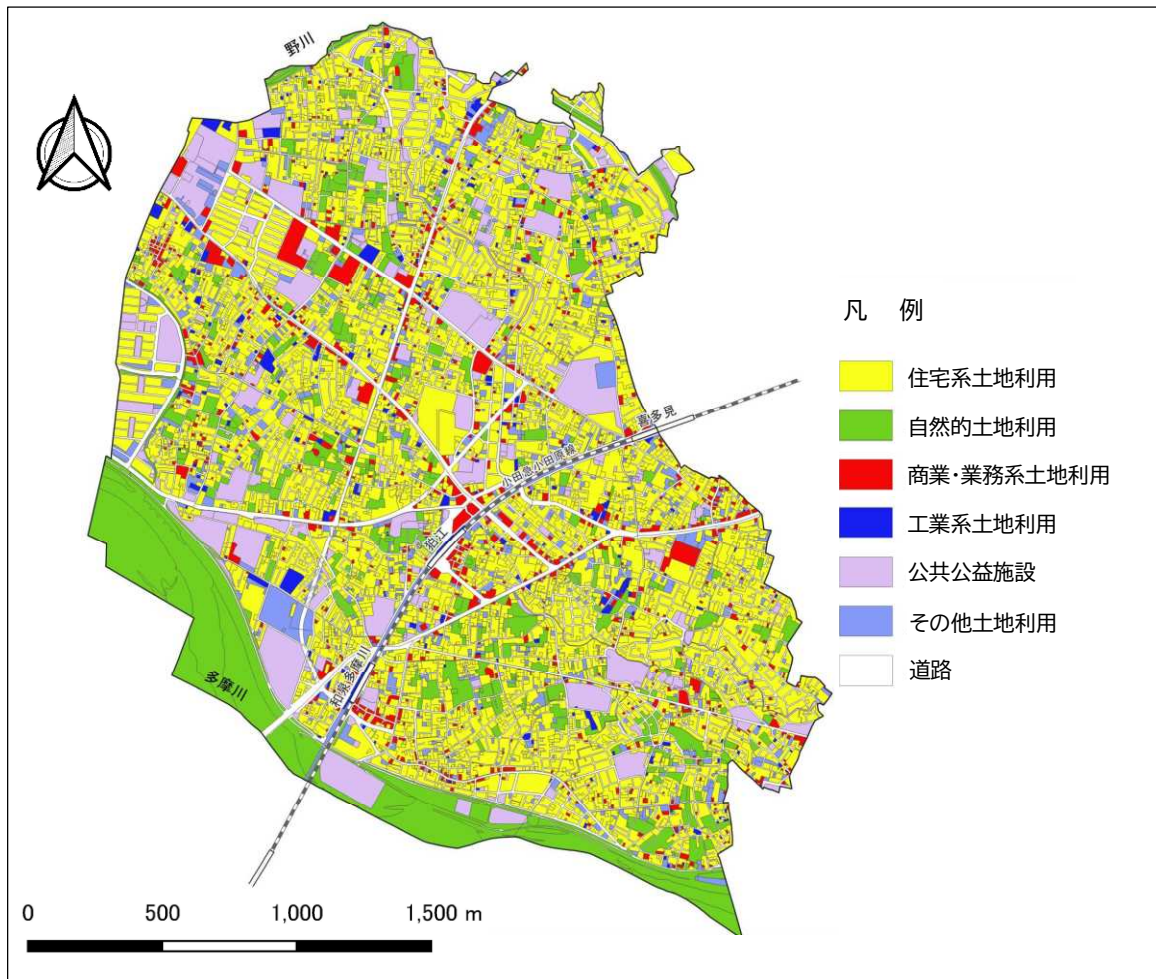 野川
凡 例
住宅系土地利用
自然的土地利用
商業・業務系土地利用
工業系土地利用
公共公益施設
その他土地利用
道路
喜多見
小田急小田原線
狛江
和泉多摩川
多摩川
0 500 1,000 1,500 m